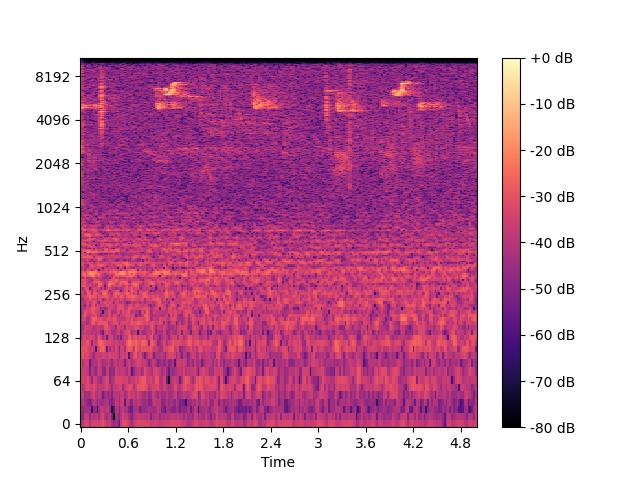 8192
4096
2048
1024
512
256
128
64
0
Hz
0 0.6 1.2 1.8 2.4 3 3.6 4.2 4.8
Time
+0 dB
-10 dB
-20 dB
-30 dB
-40 dB
-50 dB
-60 dB
-70 dB
-80 dB